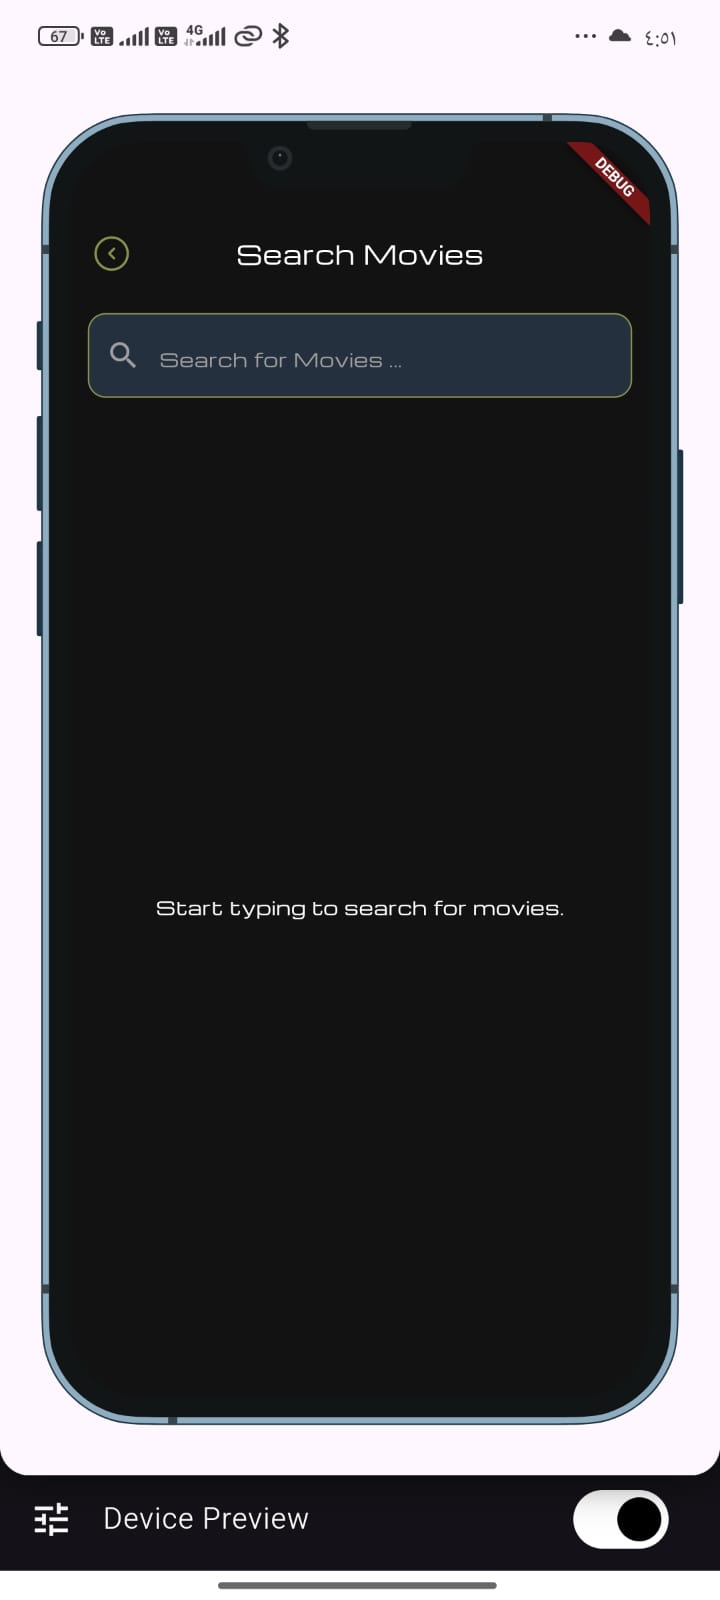 67 Vo LTE Vo LTE 4G ٤:٥١
DEBUG
Search Movies
Search for Movies ...
Start typing to search for movies.
Device Preview